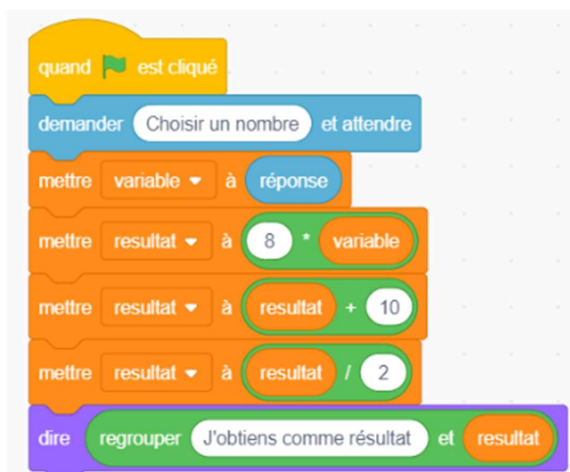 quand est cliqué
demander Choisir un nombre et attendre
mettre variable à réponse
mettre resultat à 8 * variable
mettre resultat à resultat + 10
mettre resultat à resultat / 2
dire regrouper J'obtiens comme résultat et resultat